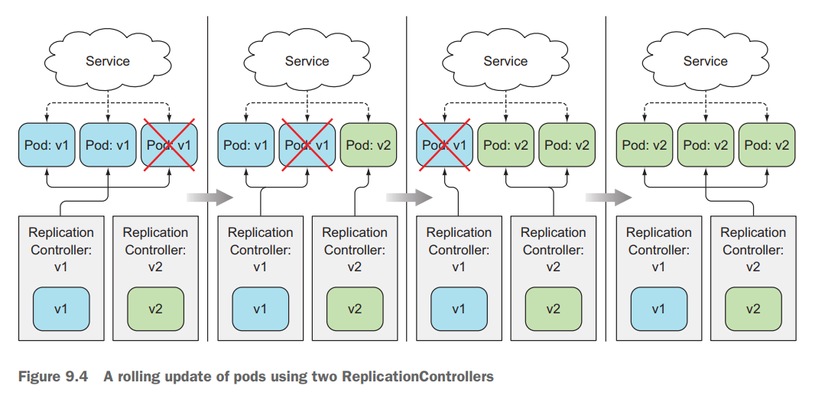 Service
Pod: v1
Pod: v1
Pod: v1
Replication
Controller:
v1
v1
Replication
Controller:
v2
v2
Service
Pod: v1
Pod: v1
Pod: v2
Replication
Controller:
v1
v1
Replication
Controller:
v2
v2
Service
Pod: v1
Pod: v2
Pod: v2
Replication
Controller:
v1
v1
Replication
Controller:
v2
v2
Service
Pod: v2
Pod: v2
Pod: v2
Replication
Controller:
v1
v1
Replication
Controller:
v2
v2
Figure 9.4 A rolling update of pods using two ReplicationControllers